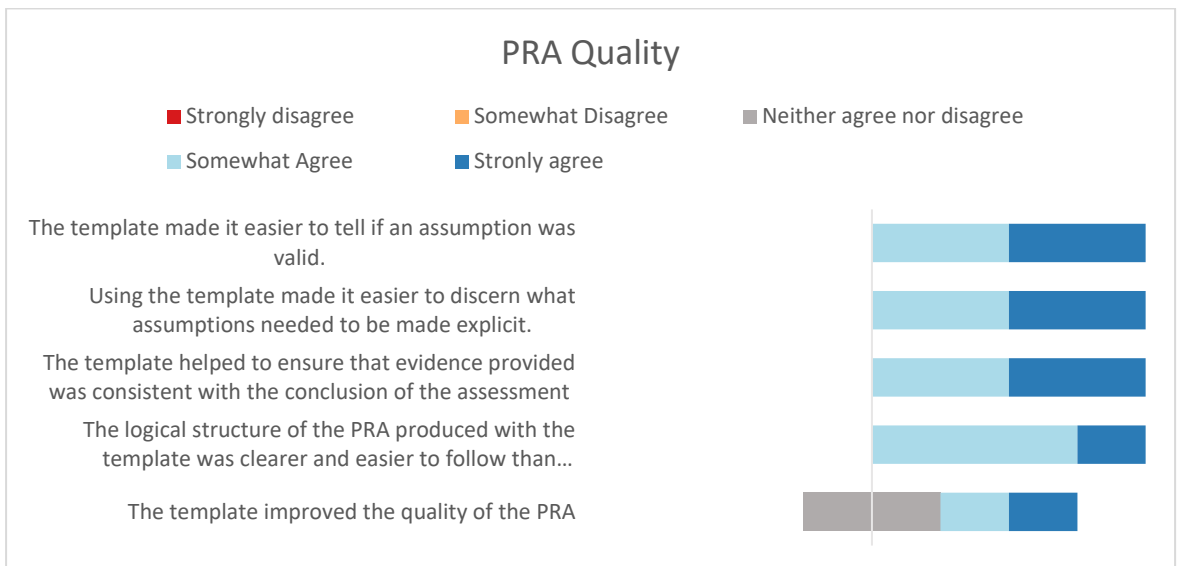 PRA Quality
Strongly disagree
Somewhat Disagree
Neither agree nor disagree
Somewhat Agree
Stronly agree
The template made it easier to tell if an assumption was
valid.
Using the template made it easier to discern what
assumptions needed to be made explicit.
The template helped to ensure that evidence provided
was consistent with the conclusion of the assessment
The logical structure of the PRA produced with the
template was clearer and easier to follow than…
The template improved the quality of the PRA